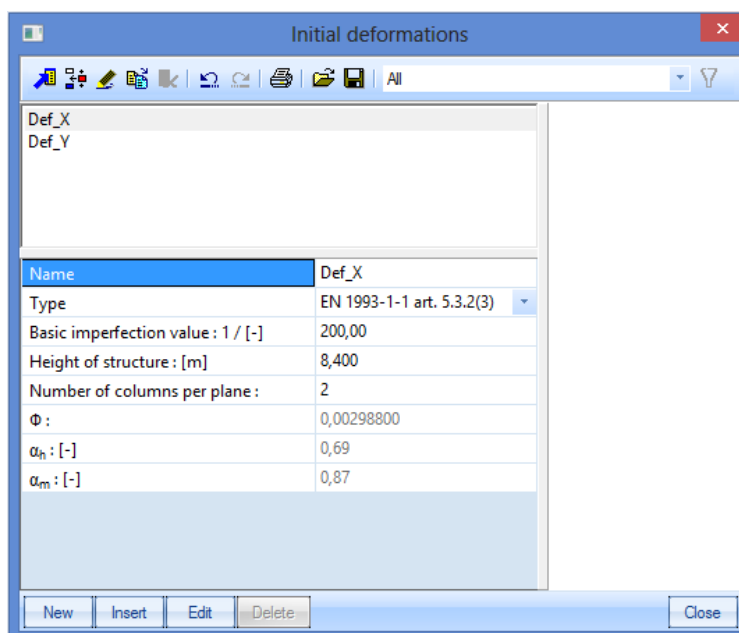 Initial deformations
All
Def_X
Def_Y
Name Def_X
Type EN 1993-1-1 art. 5.3.2(3)
Basic imperfection value : 1 / [-] 200,00
Height of structure : [m] 8,400
Number of columns per plane : 2
Φ : 0,00298800
αh : [-] 0,69
αm : [-] 0,87
New Insert Edit Delete Close